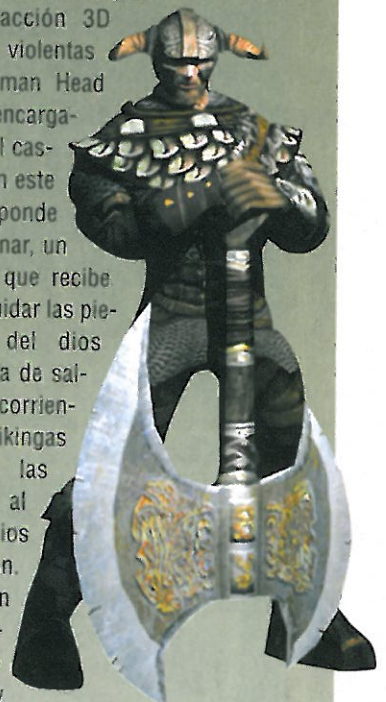 acción 3D
violentas
man Head
encarga-
l cas-
n este
ponde
nar, un
que recibe
uidar las pie-
del dios
a de sal-
corrien-
ikingas
las
al
ios
n.
n
-
y